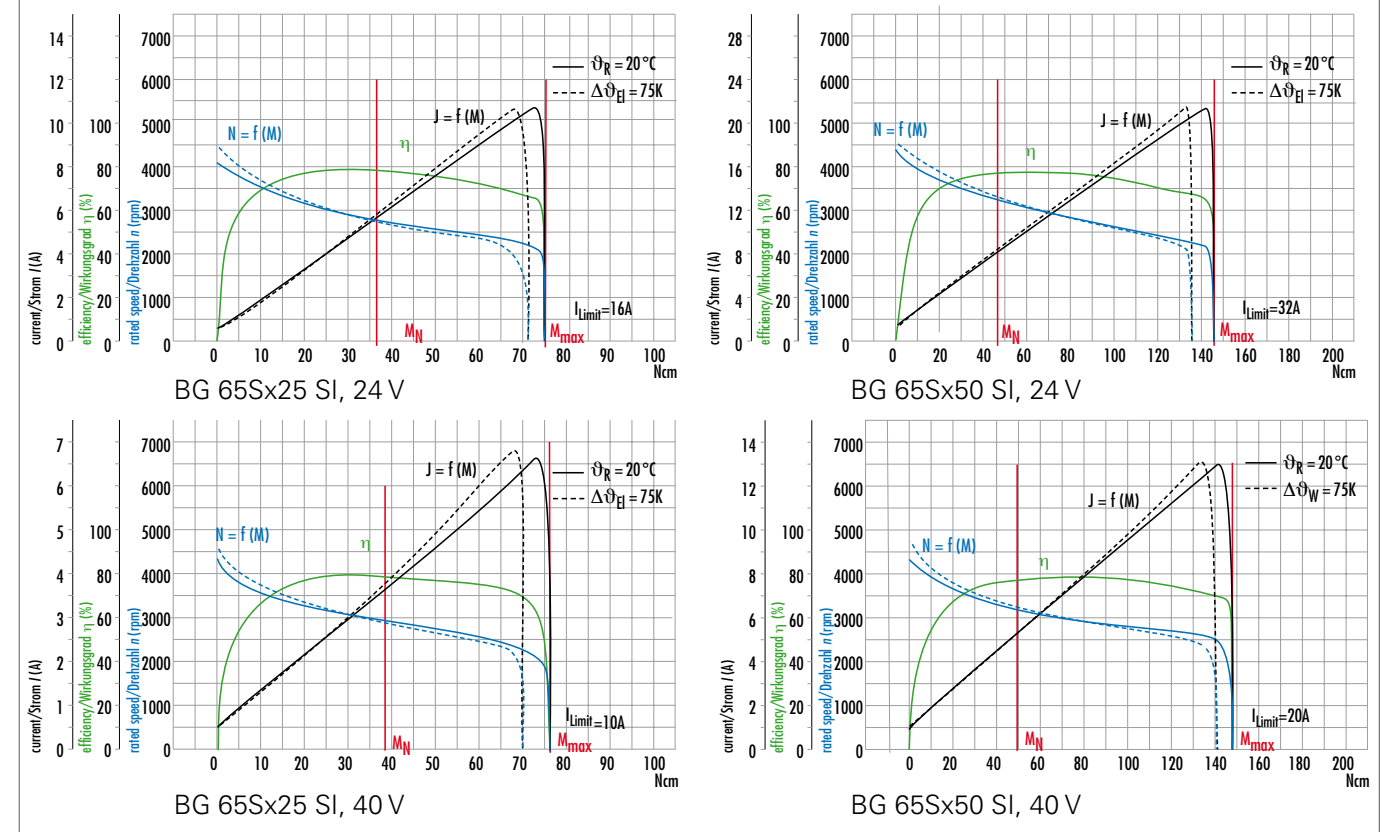 14 7000 28 7000
12 6000 ϑR = 20°C 24 6000 ϑR = 20°C
ΔϑEl = 75K ΔϑEl = 75K
10 100 5000 N = f (M) J = f (M) η 20 100 5000 N = f (M) J = f (M) η
8 80 4000 16 80 4000
6 60 3000 12 60 3000
4 40 2000 8 40 2000
2 20 1000 ILimit=16A 4 20 1000 ILimit=32A
0 0 0 MN Mmax 0 0 0 MN Mmax
current/Strom I (A)
efficiency/Wirkungsgrad η (%)
rated speed/Drehzahl n (rpm)
current/Strom I (A)
efficiency/Wirkungsgrad η (%)
rated speed/Drehzahl n (rpm)
0 10 20 30 40 50 60 70 80 90 100 0 20 40 60 80 100 120 140 160 180 200
Ncm Ncm
BG 65Sx25 SI, 24 V BG 65Sx50 SI, 24 V
7 7000 14 7000
6 6000 J = f (M) ϑR = 20°C 12 6000 J = f (M) ϑR = 20°C
ΔϑEl = 75K ΔϑW = 75K
5 100 5000 N = f (M) η 10 100 5000 N = f (M) η
4 80 4000 8 80 4000
3 60 3000 6 60 3000
2 40 2000 4 40 2000
1 20 1000 ILimit=10A 2 20 1000 ILimit=20A
0 0 0 MN Mmax 0 0 0 MN Mmax
current/Strom I (A)
efficiency/Wirkungsgrad η (%)
rated speed/Drehzahl n (rpm)
current/Strom I (A)
efficiency/Wirkungsgrad η (%)
rated speed/Drehzahl n (rpm)
0 10 20 30 40 50 60 70 80 90 100 0 20 40 60 80 100 120 140 160 180 200
Ncm Ncm
BG 65Sx25 SI, 40 V BG 65Sx50 SI, 40 V